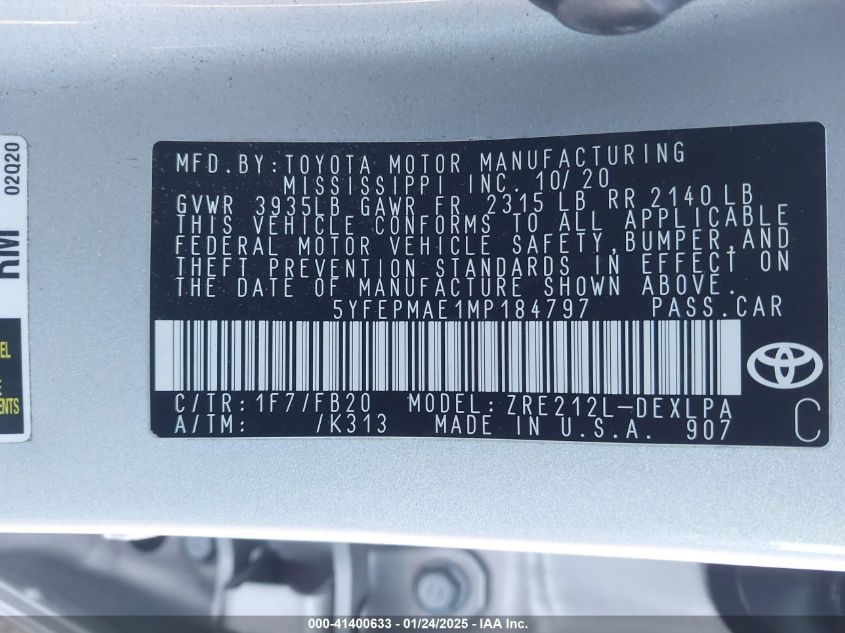 MFD. BY: TOYOTA MOTOR MANUFACTURING
MISSISSIPPI INC. 10/20
GVWR 3935LB GAWR FR 2315 LB RR 2140 LB
THIS VEHICLE CONFORMS TO ALL APPLICABLE
FEDERAL MOTOR VEHICLE SAFETY, BUMPER, AND
THEFT PREVENTION STANDARDS IN EFFECT ON
THE DATE OF MANUFACTURE SHOWN ABOVE.
5YFEPMAE1MP184797 PASS.CAR
C/TR: 1F7/FB20 MODEL: ZRE212L-DEXLPA
A/TM: /K313 MADE IN U.S.A. 907
C
02Q20
RM
000-41400633 - 01/24/2025 - IAA Inc.